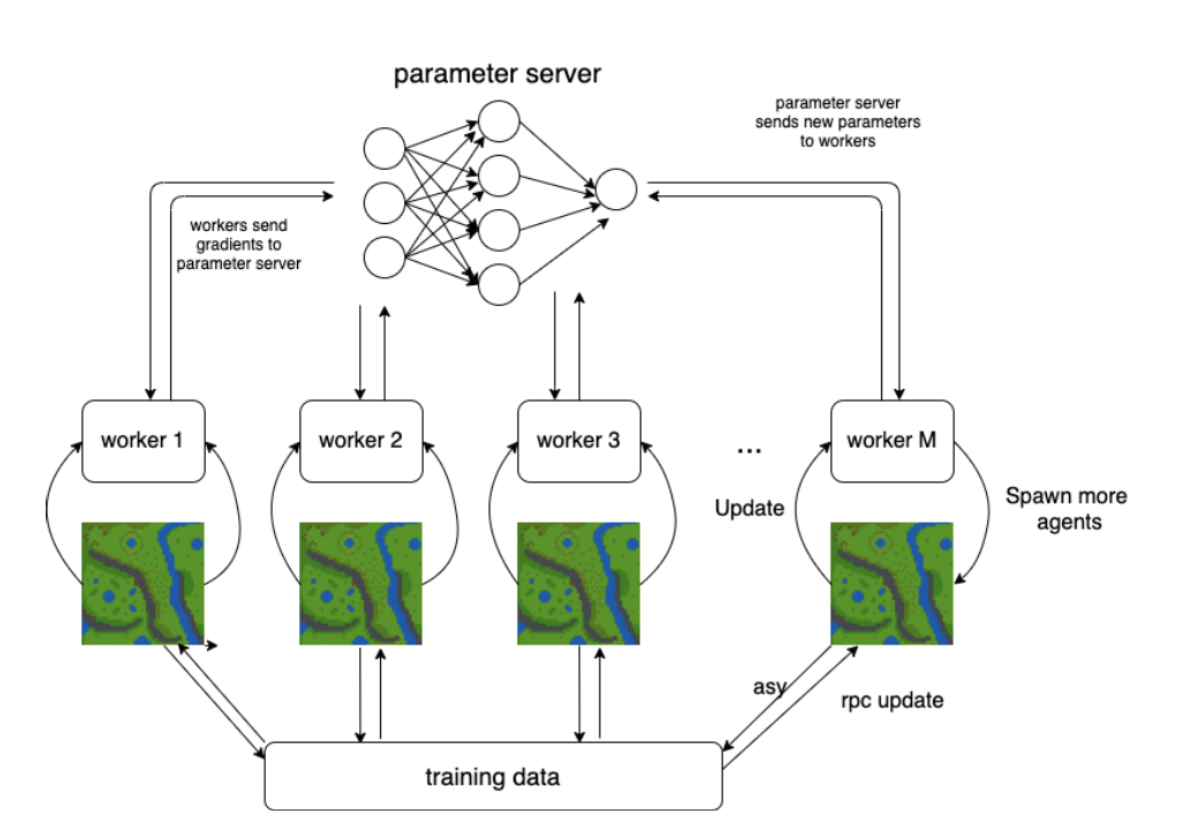 parameter server
parameter server
sends new parameters
to workers
workers send
gradients to
parameter server
worker 1
worker 2
worker 3
...
worker M
Update
Spawn more
agents
asy
rpc update
training data